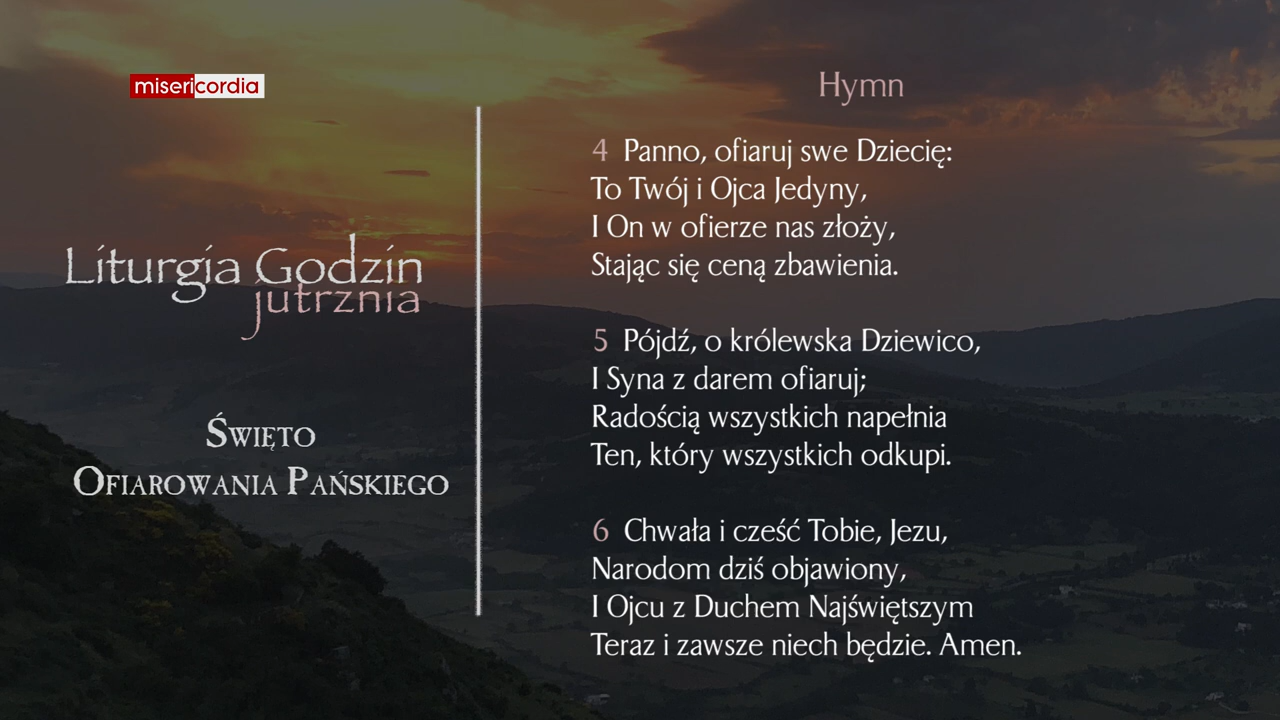 misericordia
Liturgia Godzin
jutrznia
Święto
Ofiarowania Pańskiego
Hymn
4 Panno, ofiaruj swe Dziecię:
To Twój i Ojca Jedyny,
I On w ofierze nas złoży,
Stając się ceną zbawienia.
5 Pójdź, o królewska Dziewico,
I Syna z darem ofiaruj;
Radością wszystkich napełnia
Ten, który wszystkich odkupi.
6 Chwała i cześć Tobie, Jezu,
Narodom dziś objawiony,
I Ojcu z Duchem Najświętszym
Teraz i zawsze niech będzie. Amen.